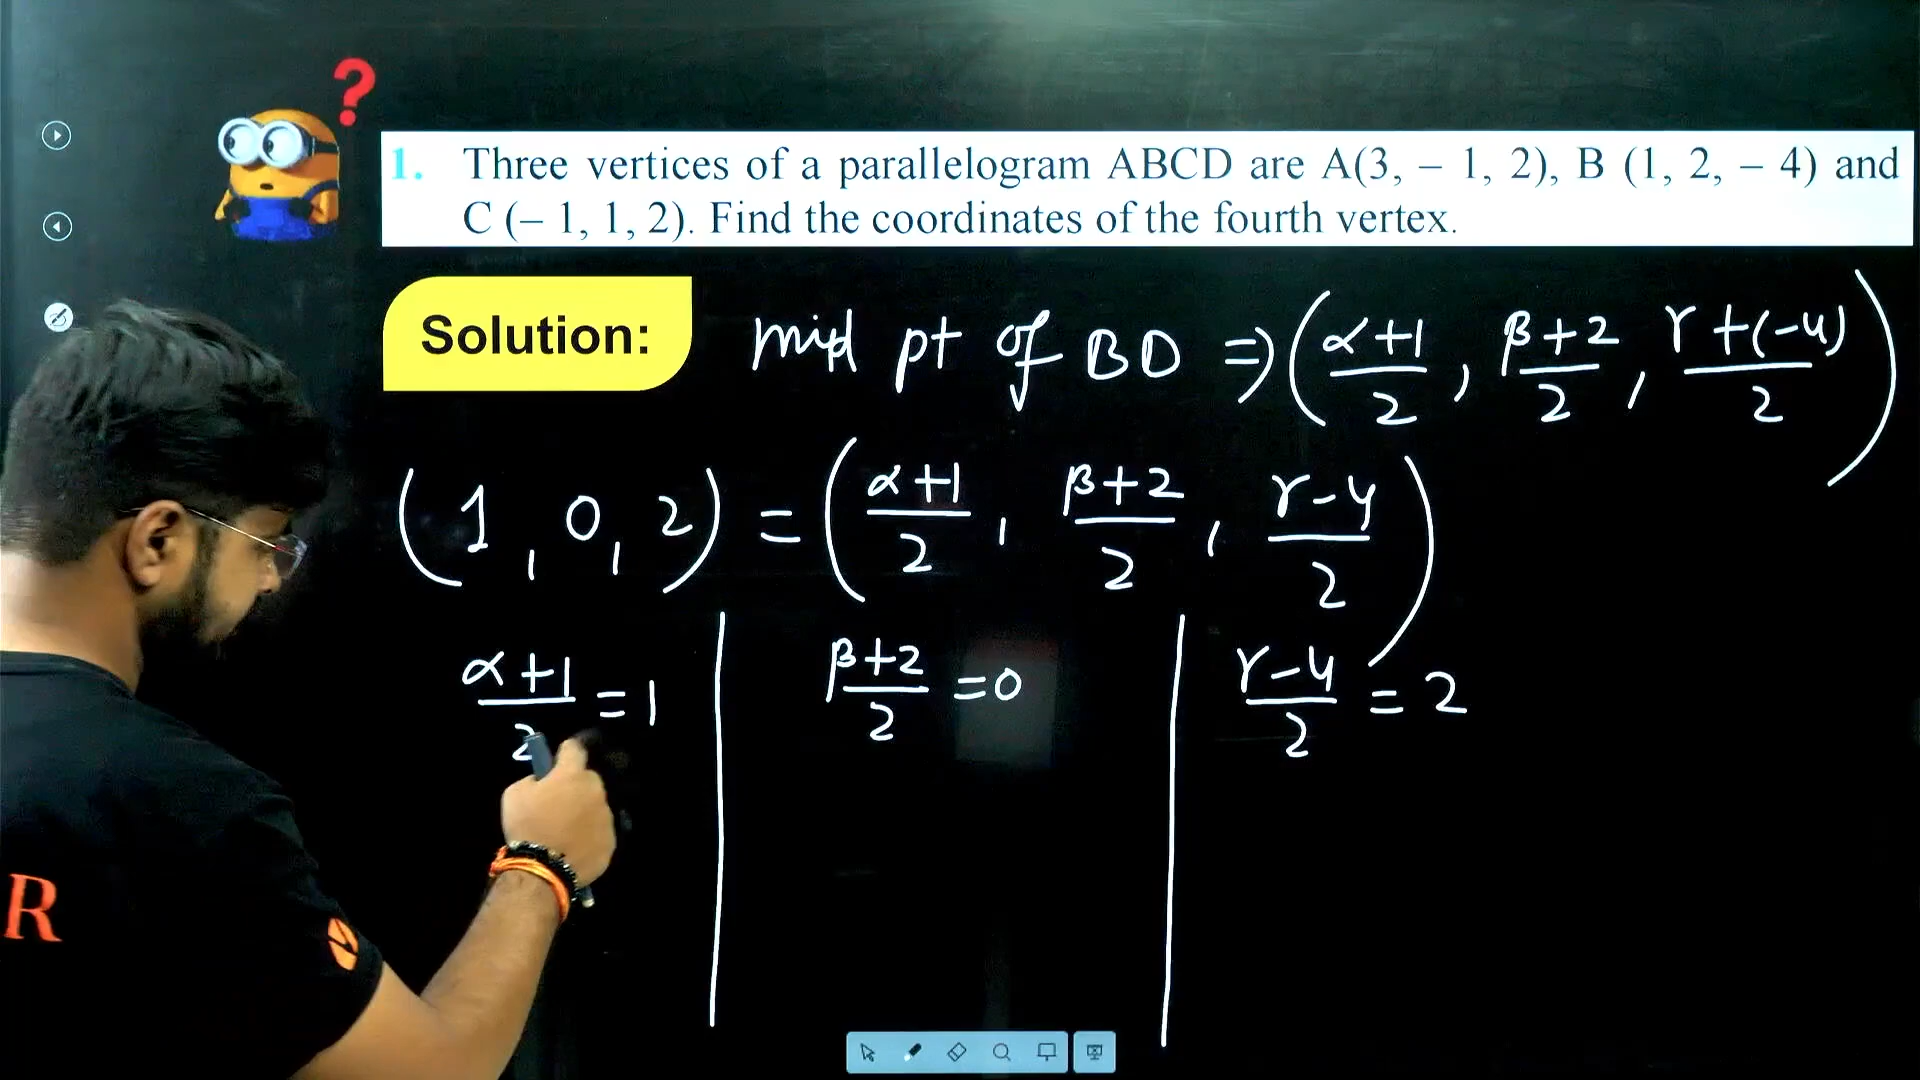 ?
1. Three vertices of a parallelogram ABCD are A(3, – 1, 2), B (1, 2, – 4) and
C (– 1, 1, 2). Find the coordinates of the fourth vertex.
Solution: mid pt of BD ⇒ ( (α+1)/2 , (β+2)/2 , (γ+(-4))/2 )
(1, 0, 2) = ( (α+1)/2 , (β+2)/2 , (γ-4)/2 )
(α+1)/2 = 1 | (β+2)/2 = 0 | (γ-4)/2 = 2
R